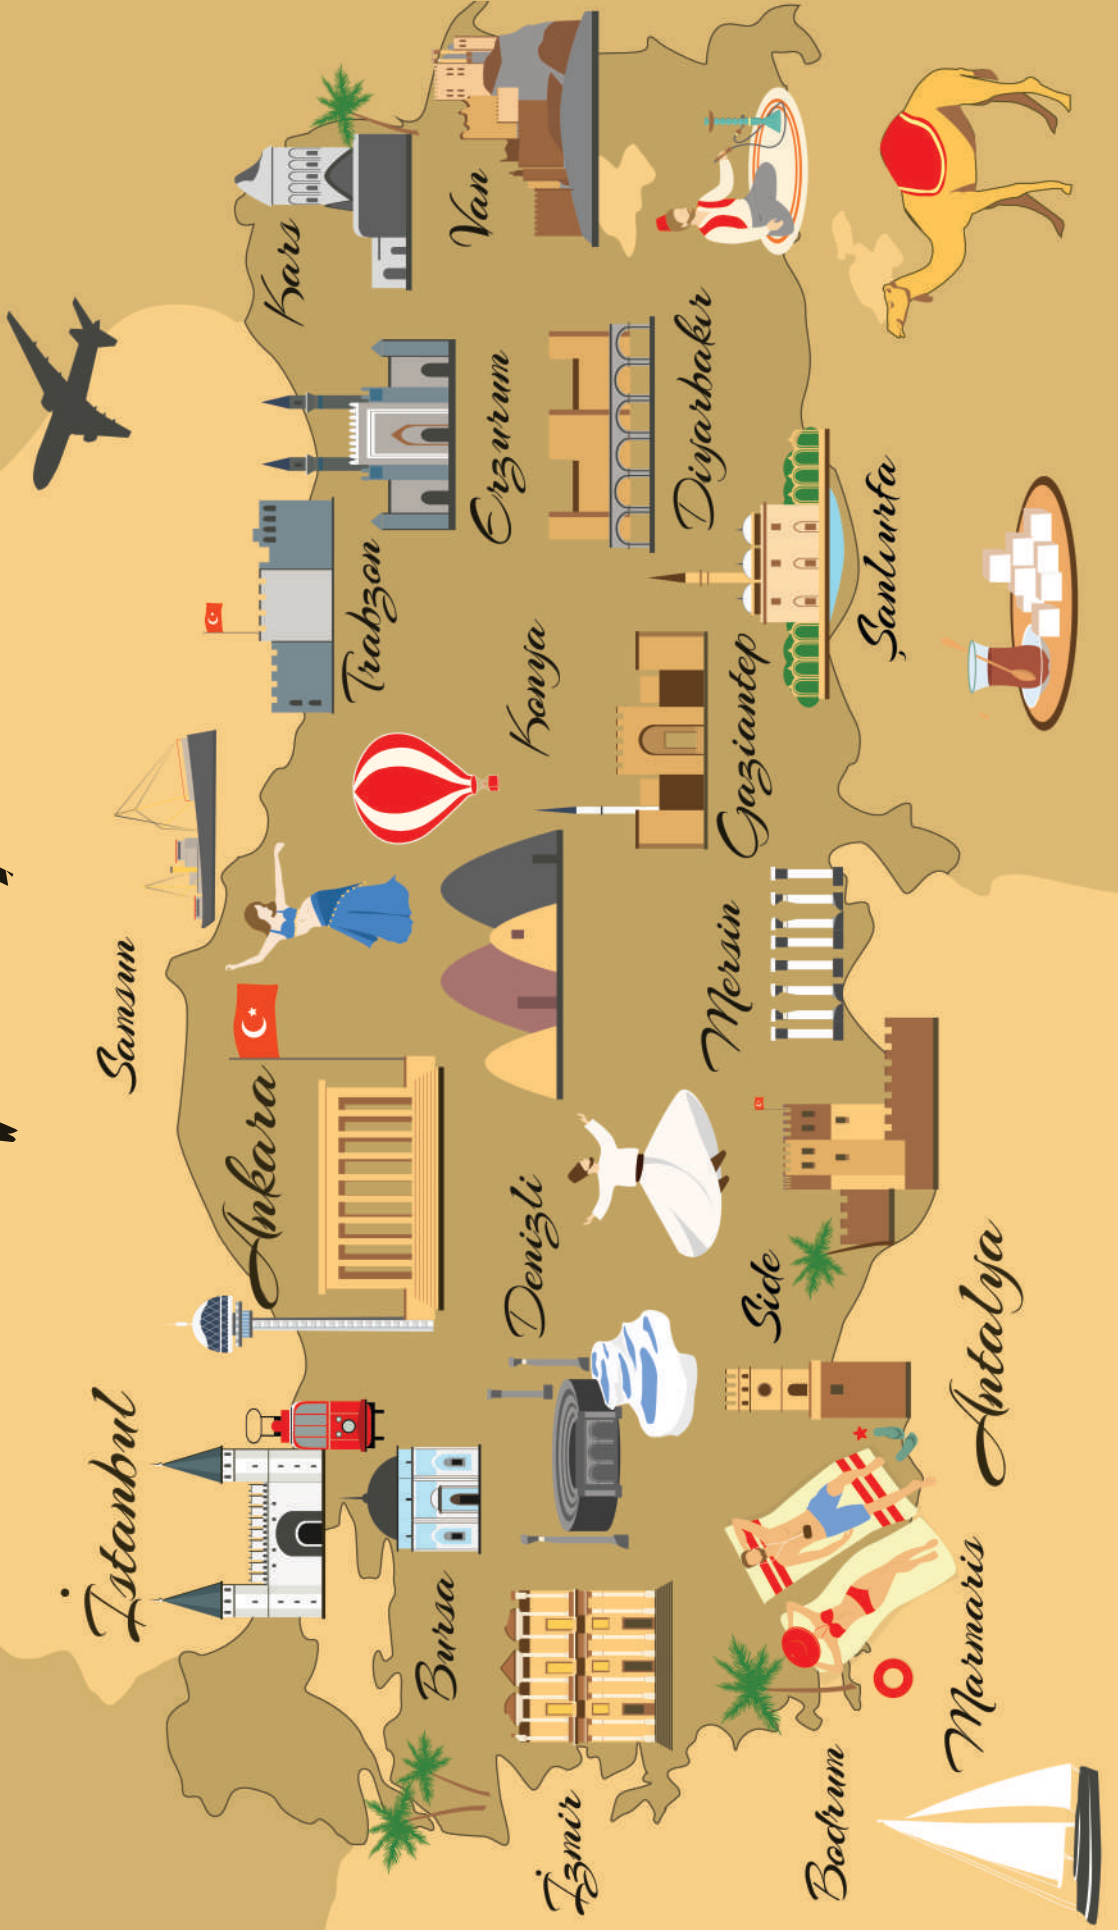 İstanbul
Samsun
Ankara
Kars
Trabzon
Bursa
Van
Erzurum
Denizli
Konya
İzmir
Diyarbakır
Mersin
Gaziantep
Side
Bodrum
Şanlıurfa
Marmaris
Antalya